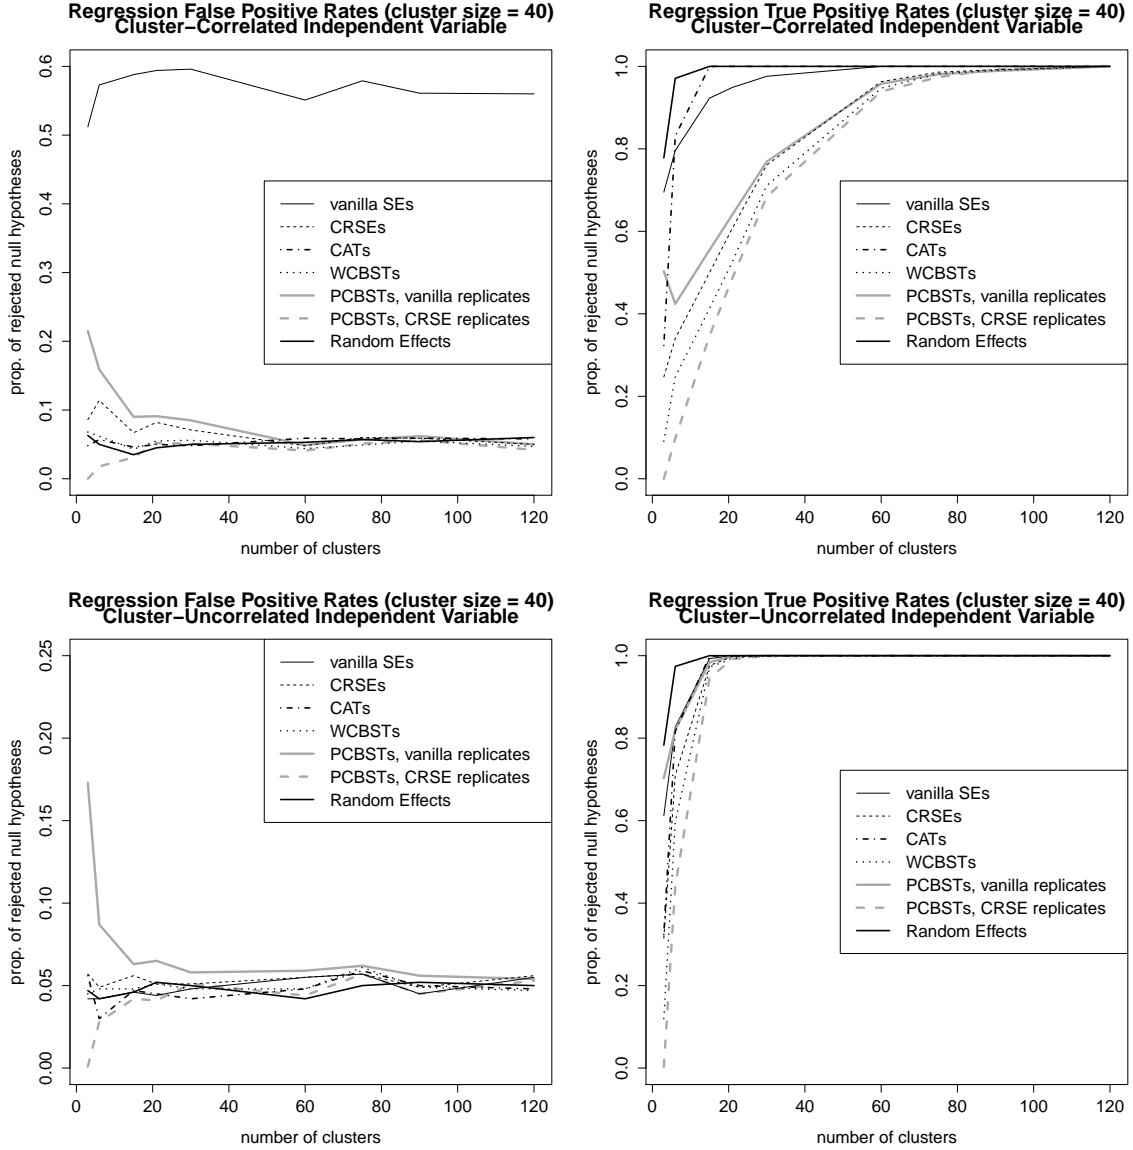 Regression False Positive Rates (cluster size = 40)
Cluster−Correlated Independent Variable
prop. of rejected null hypotheses
0.6
0.5
0.4
0.3
0.2
0.1
0.0
vanilla SEs
CRSEs
CATs
WCBSTs
PCBSTs, vanilla replicates
PCBSTs, CRSE replicates
Random Effects
0 20 40 60 80 100 120
number of clusters
Regression True Positive Rates (cluster size = 40)
Cluster−Correlated Independent Variable
prop. of rejected null hypotheses
1.0
0.8
0.6
0.4
0.2
0.0
vanilla SEs
CRSEs
CATs
WCBSTs
PCBSTs, vanilla replicates
PCBSTs, CRSE replicates
Random Effects
0 20 40 60 80 100 120
number of clusters
Regression False Positive Rates (cluster size = 40)
Cluster−Uncorrelated Independent Variable
prop. of rejected null hypotheses
0.25
0.20
0.15
0.10
0.05
0.00
vanilla SEs
CRSEs
CATs
WCBSTs
PCBSTs, vanilla replicates
PCBSTs, CRSE replicates
Random Effects
0 20 40 60 80 100 120
number of clusters
Regression True Positive Rates (cluster size = 40)
Cluster−Uncorrelated Independent Variable
prop. of rejected null hypotheses
1.0
0.8
0.6
0.4
0.2
0.0
vanilla SEs
CRSEs
CATs
WCBSTs
PCBSTs, vanilla replicates
PCBSTs, CRSE replicates
Random Effects
0 20 40 60 80 100 120
number of clusters